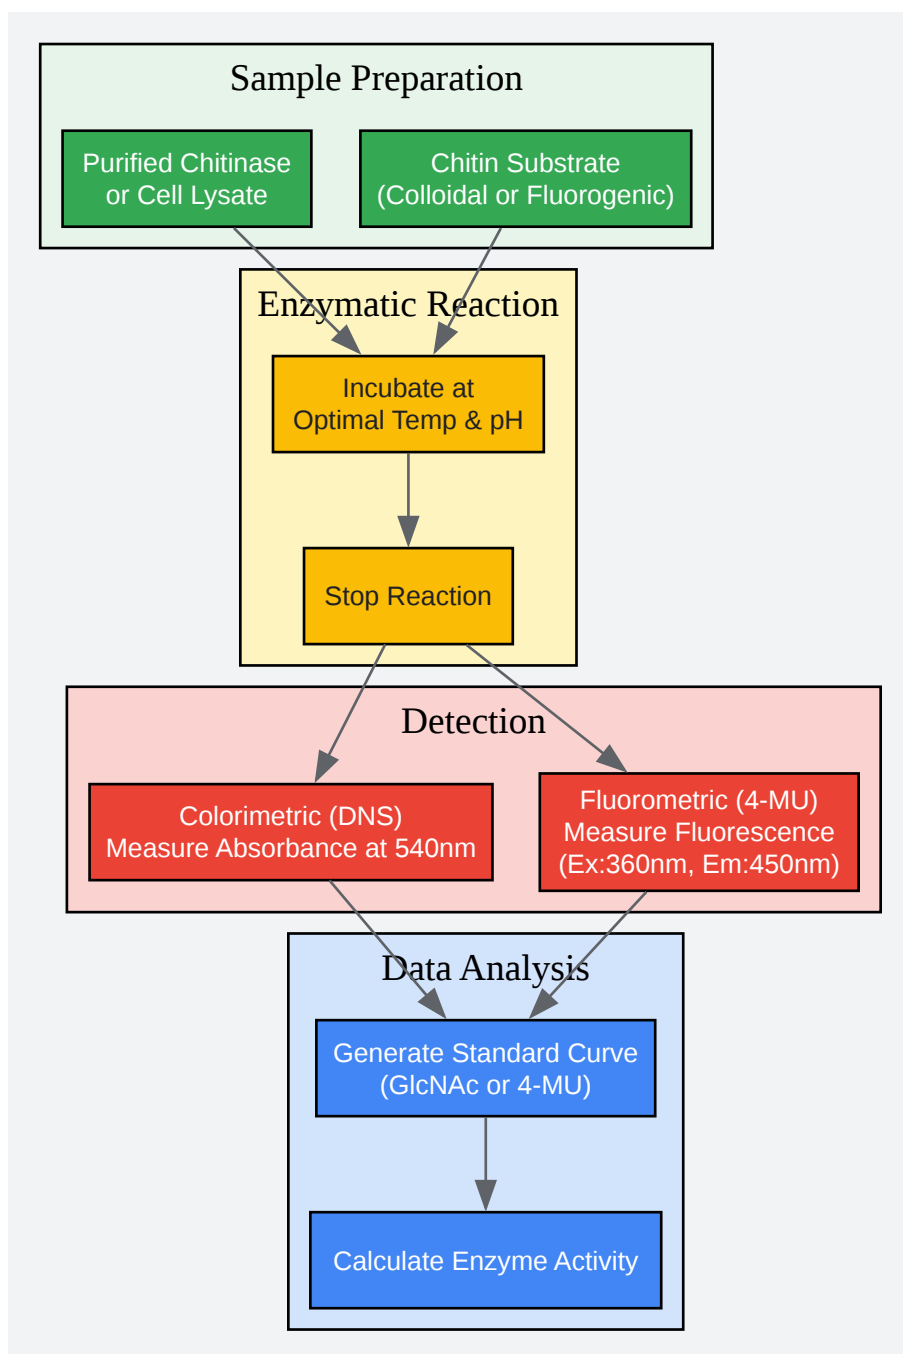 Sample Preparation
Purified Chitinase
or Cell Lysate
Chitin Substrate
(Colloidal or Fluorogenic)
Enzymatic Reaction
Incubate at
Optimal Temp & pH
Stop Reaction
Detection
Colorimetric (DNS)
Measure Absorbance at 540nm
Fluorometric (4-MU)
Measure Fluorescence
(Ex:360nm, Em:450nm)
Data Analysis
Generate Standard Curve
(GlcNAc or 4-MU)
Calculate Enzyme Activity